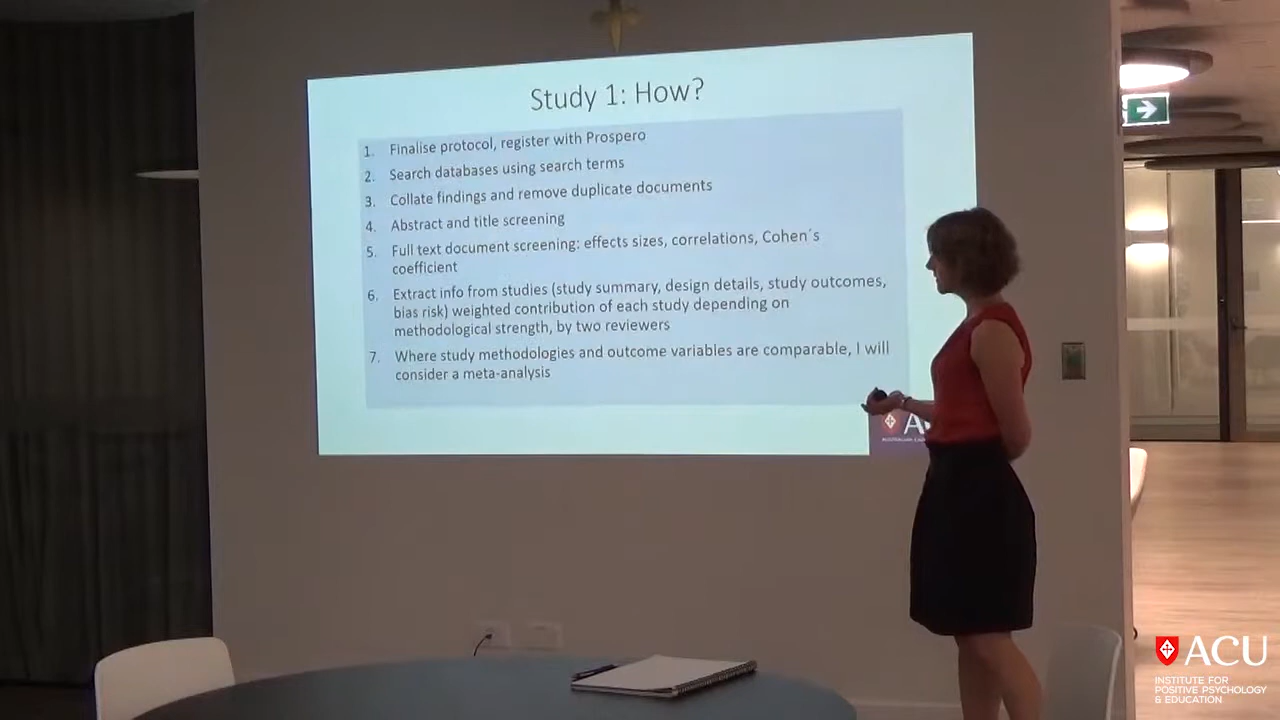 Study 1: How?
1. Finalise protocol, register with Prospero
2. Search databases using search terms
3. Collate findings and remove duplicate documents
4. Abstract and title screening
5. Full text document screening: effects sizes, correlations, Cohen´s
coefficient
6. Extract info from studies (study summary, design details, study outcomes,
bias risk) weighted contribution of each study depending on
methodological strength, by two reviewers
7. Where study methodologies and outcome variables are comparable, I will
consider a meta-analysis
ACU
INSTITUTE FOR
POSITIVE PSYCHOLOGY
& EDUCATION